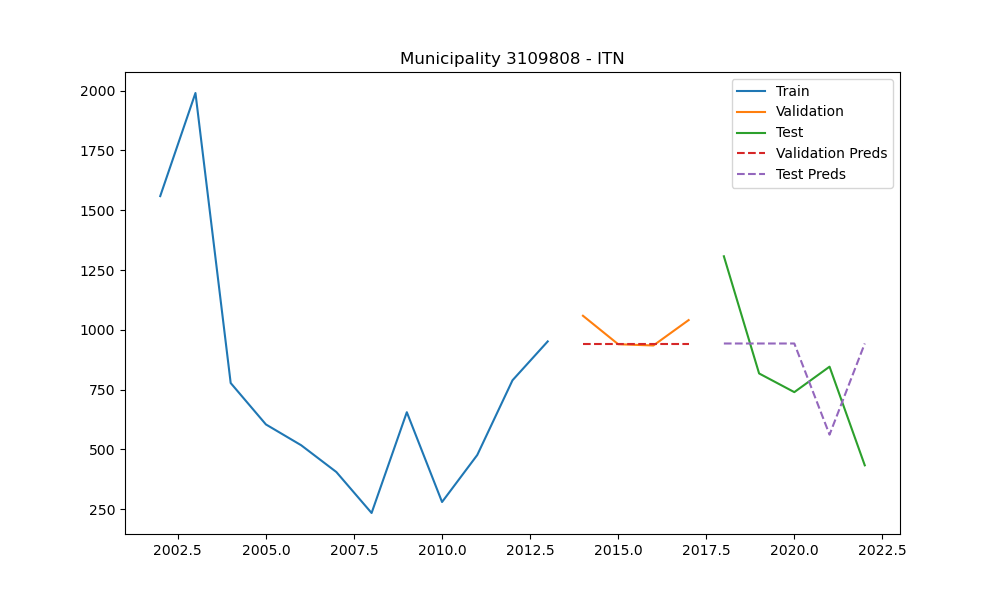 Municipality 3109808 - ITN
Train
Validation
Test
Validation Preds
Test Preds
2000
1750
1500
1250
1000
750
500
250
2002.5 2005.0 2007.5 2010.0 2012.5 2015.0 2017.5 2020.0 2022.5